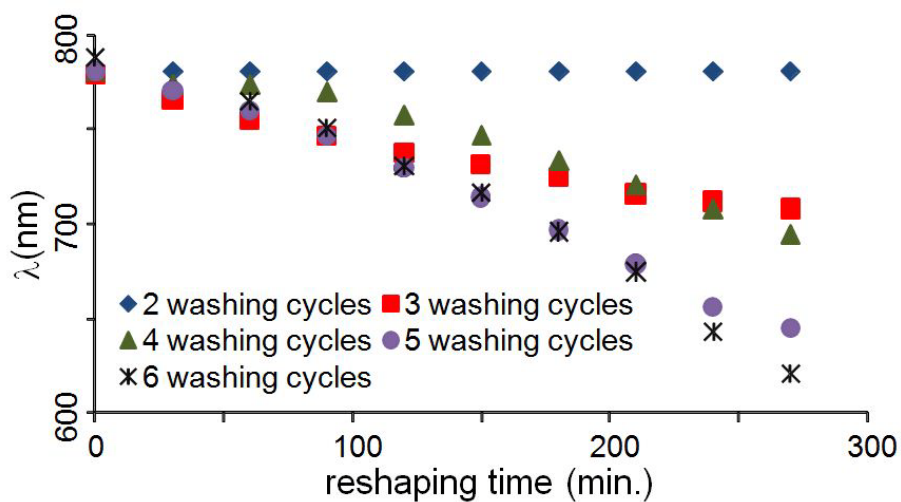 800
700
600
λ(nm)
2 washing cycles 3 washing cycles
4 washing cycles 5 washing cycles
6 washing cycles
0 100 200 300
reshaping time (min.)